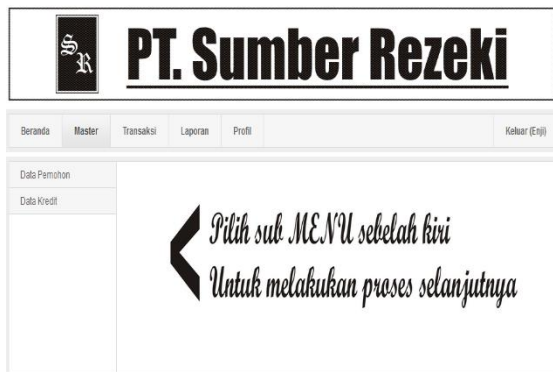 SR
PT. Sumber Rezeki
Beranda Master Transaksi Laporan Profil Keluar (Enji)
Data Pemohon
Data Kredit
Pilih sub MENU sebelah kiri
Untuk melakukan proses selanjutnya